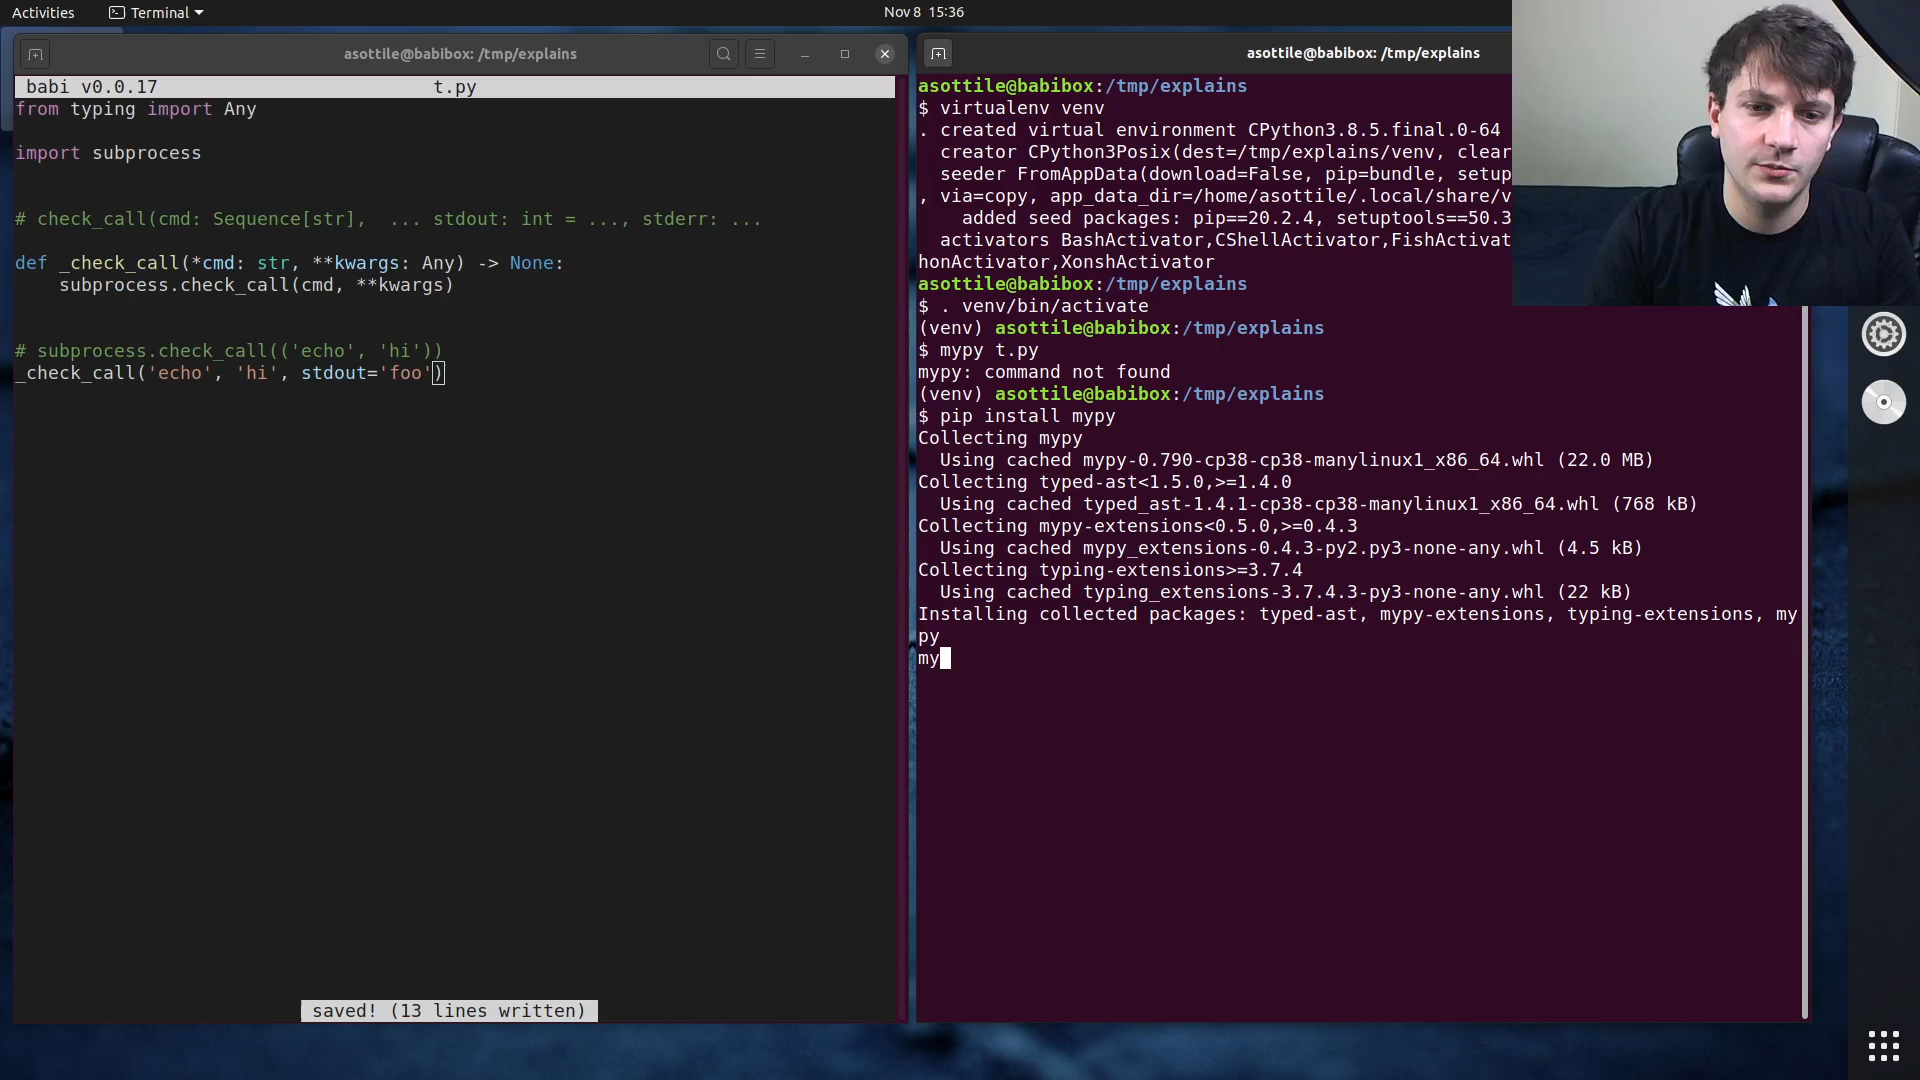 Activities
Terminal
Nov 8 15:36
asottile@babibox: /tmp/explains
babi v0.0.17 t.py
from typing import Any
import subprocess
# check_call(cmd: Sequence[str],  ... stdout: int = ..., stderr: ...
def _check_call(*cmd: str, **kwargs: Any) -> None:
    subprocess.check_call(cmd, **kwargs)
# subprocess.check_call(('echo', 'hi'))
_check_call('echo', 'hi', stdout='foo')
saved! (13 lines written)
asottile@babibox: /tmp/explains
asottile@babibox:/tmp/explains
$ virtualenv venv
. created virtual environment CPython3.8.5.final.0-64
  creator CPython3Posix(dest=/tmp/explains/venv, clear
  seeder FromAppData(download=False, pip=bundle, setup
, via=copy, app_data_dir=/home/asottile/.local/share/v
    added seed packages: pip==20.2.4, setuptools==50.3
  activators BashActivator,CShellActivator,FishActivat
honActivator,XonshActivator
asottile@babibox:/tmp/explains
$ . venv/bin/activate
(venv) asottile@babibox:/tmp/explains
$ mypy t.py
mypy: command not found
(venv) asottile@babibox:/tmp/explains
$ pip install mypy
Collecting mypy
  Using cached mypy-0.790-cp38-cp38-manylinux1_x86_64.whl (22.0 MB)
Collecting typed-ast<1.5.0,>=1.4.0
  Using cached typed_ast-1.4.1-cp38-cp38-manylinux1_x86_64.whl (768 kB)
Collecting mypy-extensions<0.5.0,>=0.4.3
  Using cached mypy_extensions-0.4.3-py2.py3-none-any.whl (4.5 kB)
Collecting typing-extensions>=3.7.4
  Using cached typing_extensions-3.7.4.3-py3-none-any.whl (22 kB)
Installing collected packages: typed-ast, mypy-extensions, typing-extensions, my
py
my